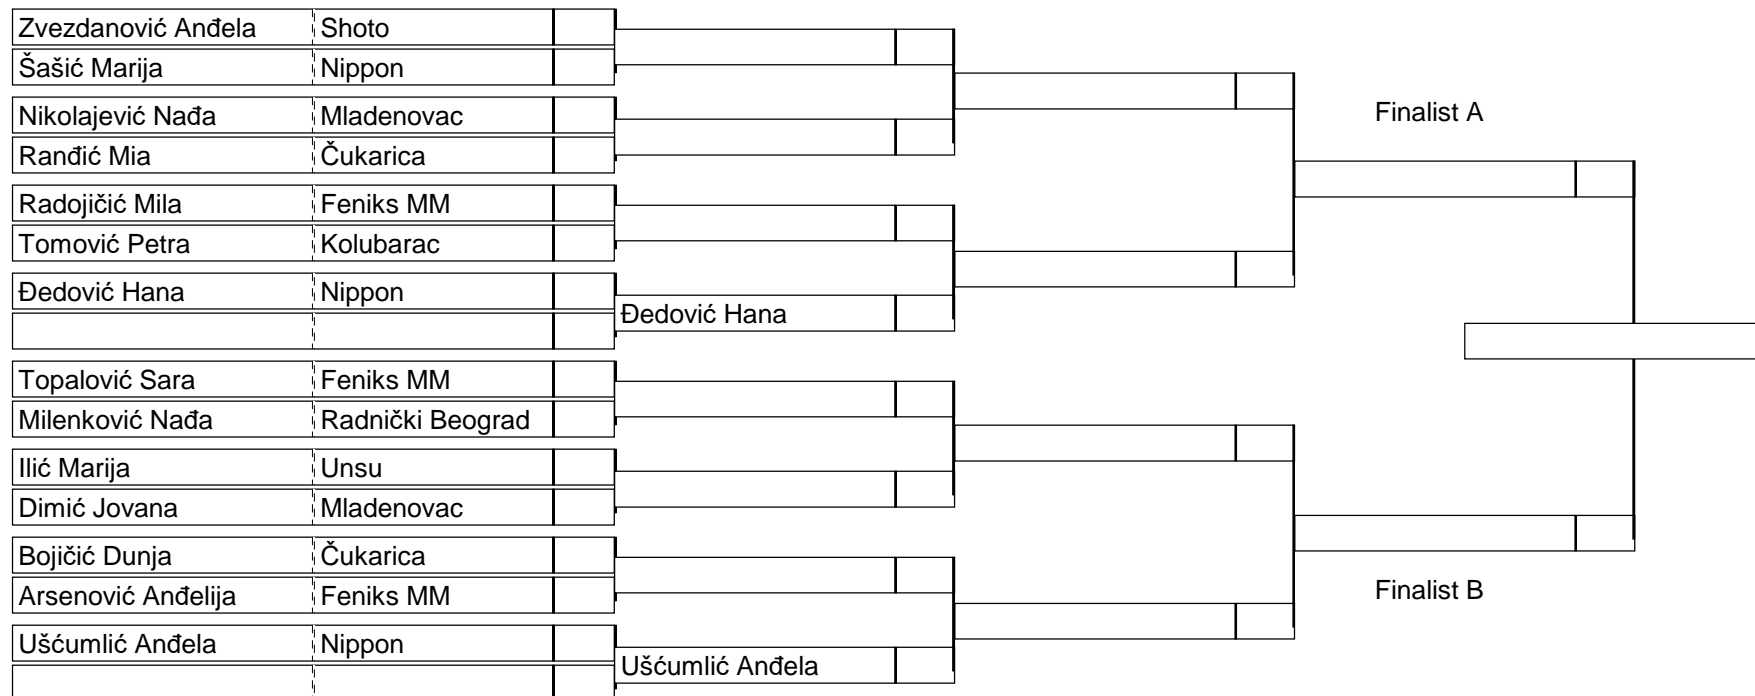 Zvezdanović Anđela Shoto
Šašić Marija Nippon
Nikolajević Nađa Mladenovac
Finalist A
Ranđić Mia Čukarica
Radojičić Mila Feniks MM
Tomović Petra Kolubarac
Đedović Hana Nippon
Đedović Hana
Topalović Sara Feniks MM
Milenković Nađa Radnički Beograd
Ilić Marija Unsu
Dimić Jovana Mladenovac
Bojičić Dunja Čukarica
Arsenović Anđelija Feniks MM
Finalist B
Ušćumlić Anđela Nippon
Ušćumlić Anđela